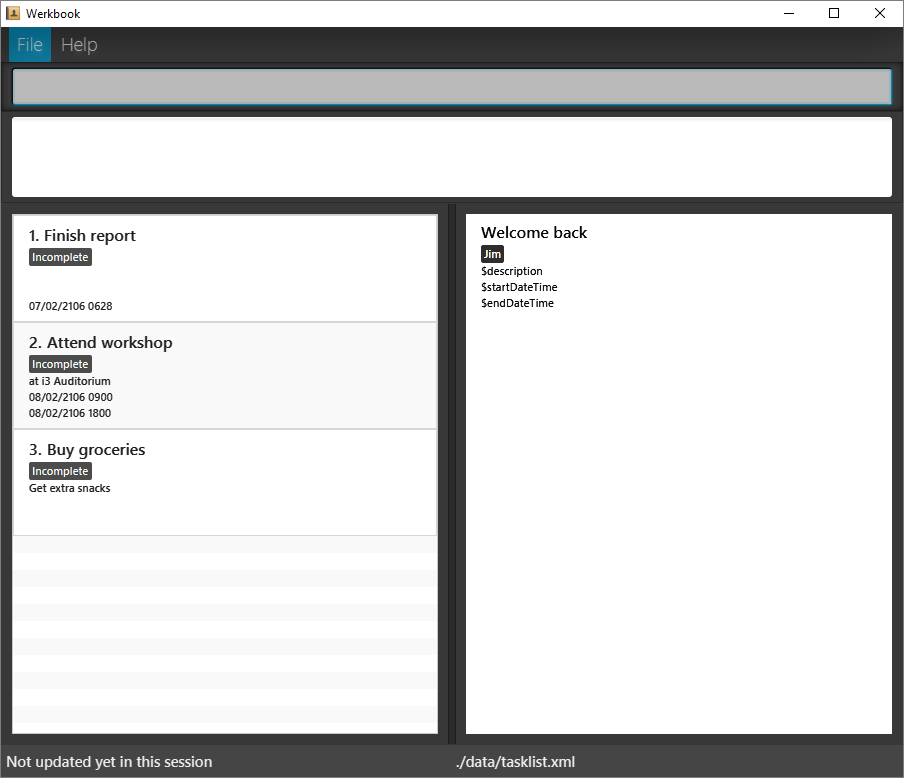 Werkbook
File Help
1. Finish report
Incomplete
07/02/2106 0628
2. Attend workshop
Incomplete
at i3 Auditorium
08/02/2106 0900
08/02/2106 1800
3. Buy groceries
Incomplete
Get extra snacks
Welcome back
Jim
$description
$startDateTime
$endDateTime
Not updated yet in this session
./data/tasklist.xml